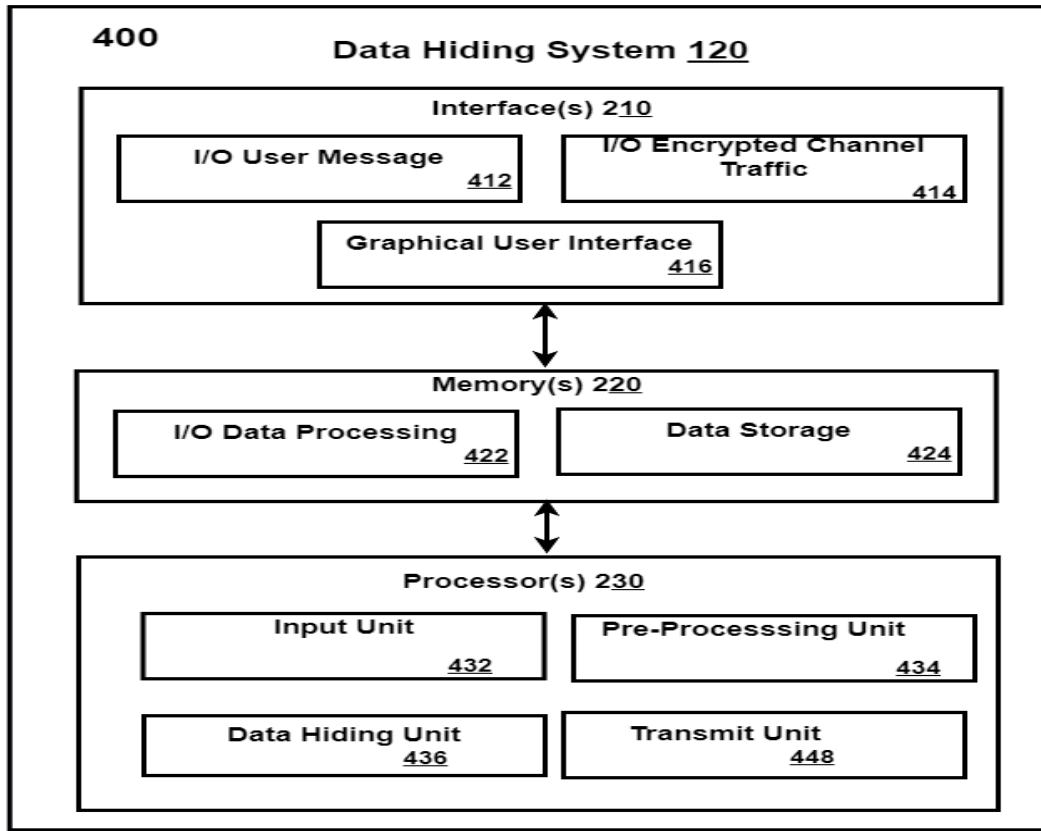 400
Data Hiding System 120
Interface(s) 210
I/O User Message
412
I/O Encrypted Channel
Traffic
414
Graphical User Interface
416
Memory(s) 220
I/O Data Processing
422
Data Storage
424
Processor(s) 230
Input Unit
432
Pre-Processsing Unit
434
Data Hiding Unit
436
Transmit Unit
448